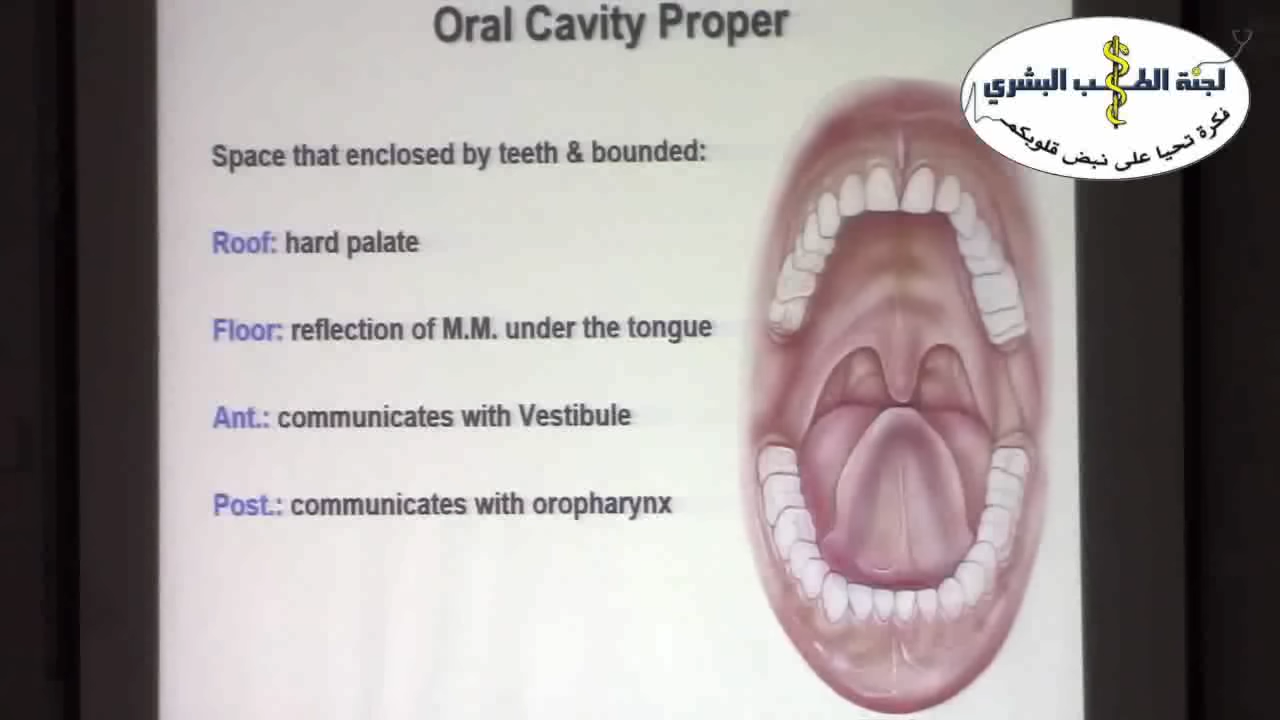 Oral Cavity Proper
لجنة الطب البشري
فكرة تحيا على نبض قلوبكم
Space that enclosed by teeth & bounded:
Roof: hard palate
Floor: reflection of M.M. under the tongue
Ant.: communicates with Vestibule
Post.: communicates with oropharynx